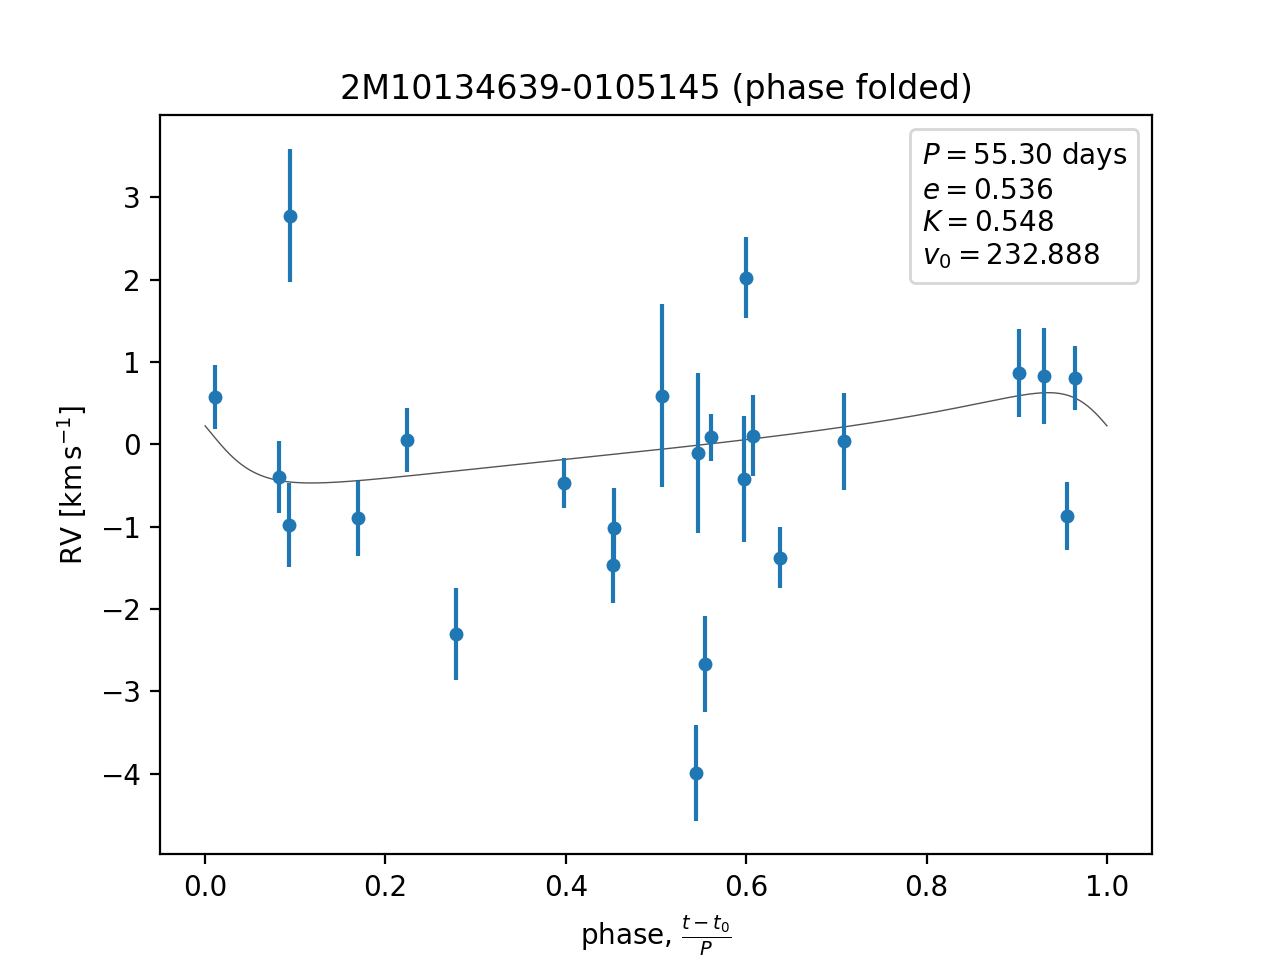 2M10134639-0105145 (phase folded)
P = 55.30 days
e = 0.536
K = 0.548
v₀ = 232.888
RV [km s⁻¹]
3
2
1
0
−1
−2
−3
−4
0.0 0.2 0.4 0.6 0.8 1.0
phase, (t − t₀)/P